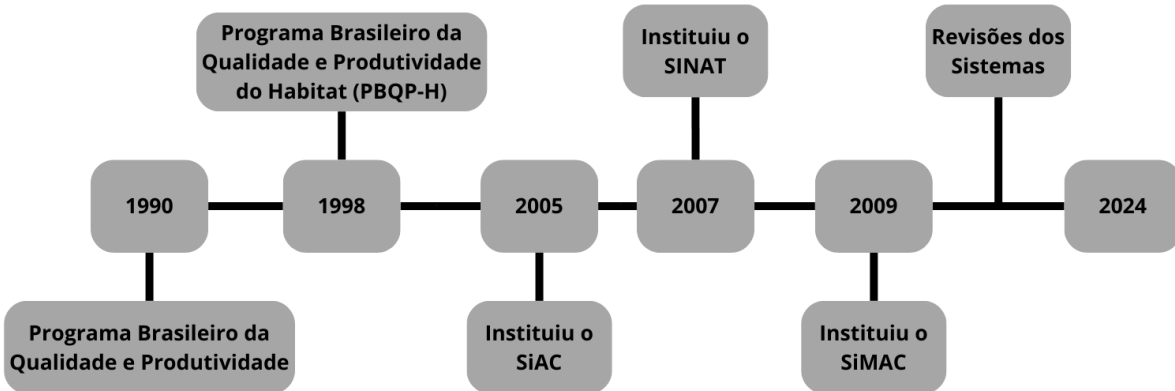 Programa Brasileiro da
Qualidade e Produtividade
do Habitat (PBQP-H)
Instituiu o
SINAT
Revisões dos
Sistemas
1990
1998
2005
2007
2009
2024
Programa Brasileiro da
Qualidade e Produtividade
Instituiu o
SiAC
Instituiu o
SiMAC